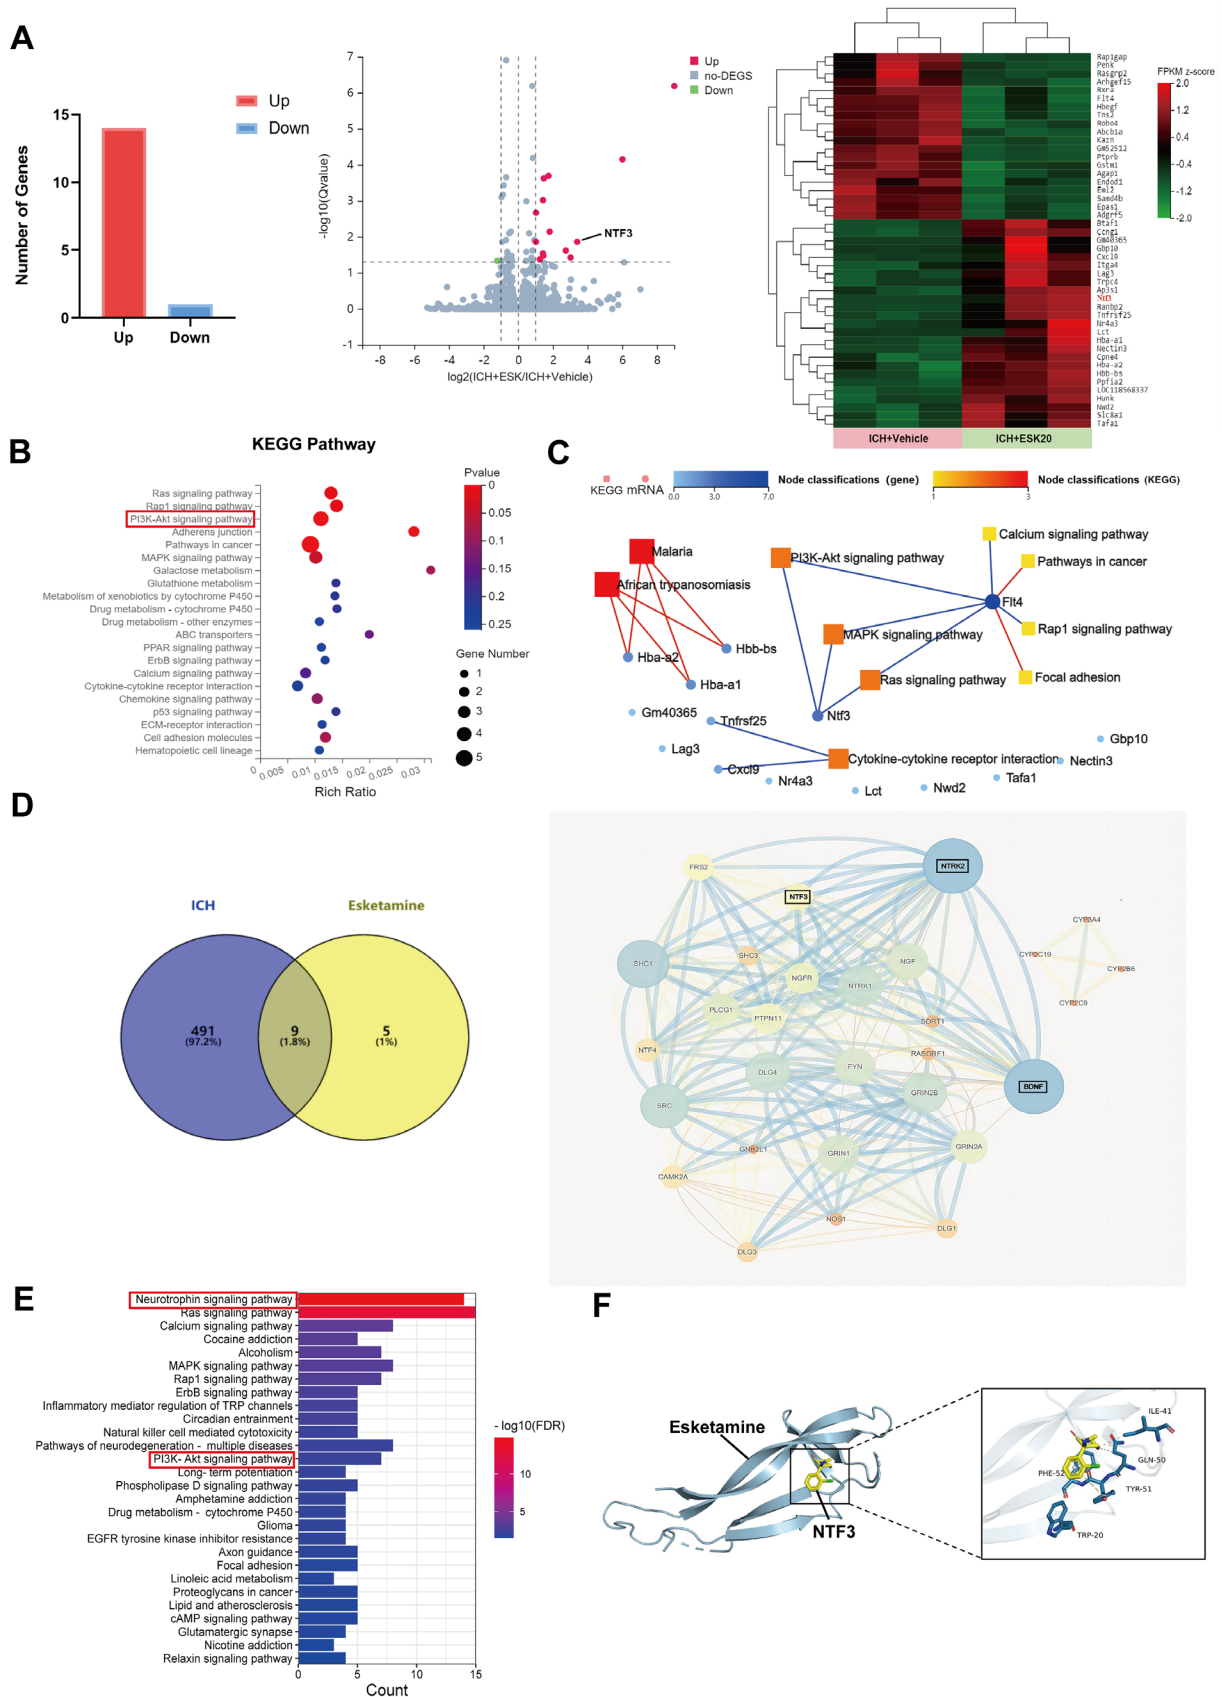 A
Up
Down
Number of Genes
15
10
5
0
Up
Down
-log10(Qvalue)
7
6
5
4
3
2
1
0
-1
-8
-6
-4
-2
0
2
4
6
8
log2(ICH+ESK/ICH+Vehicle)
Up
no-DEGS
Down
NTF3
Rap1gap
Penk
Rasgrp2
Arhgef15
Rxra
Flt4
Hbegf
Tns2
Robo4
Abcb1a
Kazn
Gm52512
Ptprb
Gstm1
Agap1
Endod1
Eml2
Samd4b
Epas1
Adgrf5
Btaf1
Ccng1
Gm40365
Gbp10
Cxcl9
Itga4
Lag3
Trpc4
Ap3s1
Ntf3
Ranbp2
Tnfrsf25
Nr4a3
Lct
Hba-a1
Nectin3
Cpne4
Hba-a2
Hbb-bs
Ppfia2
LOC118568337
Hunk
Nwd2
Slc8a1
Tafa1
FPKM z-score
2.0
1.2
0.4
-0.4
-1.2
-2.0
ICH+Vehicle
ICH+ESK20
B
KEGG Pathway
Ras signaling pathway
Rap1 signaling pathway
PI3K-Akt signaling pathway
Adherens junction
Pathways in cancer
MAPK signaling pathway
Galactose metabolism
Glutathione metabolism
Metabolism of xenobiotics by cytochrome P450
Drug metabolism - cytochrome P450
Drug metabolism - other enzymes
ABC transporters
PPAR signaling pathway
ErbB signaling pathway
Calcium signaling pathway
Cytokine-cytokine receptor interaction
Chemokine signaling pathway
p53 signaling pathway
ECM-receptor interaction
Cell adhesion molecules
Hematopoietic cell lineage
0
0.005
0.01
0.015
0.02
0.025
0.03
Rich Ratio
Pvalue
0
0.05
0.1
0.15
0.2
0.25
Gene Number
1
2
3
4
5
C
KEGG mRNA
0.0
3.0
7.0
Node classifications (gene)
1
3
Node classifications (KEGG)
Malaria
African trypanosomiasis
Hba-a2
Hbb-bs
Hba-a1
PI3K-Akt signaling pathway
MAPK signaling pathway
Ras signaling pathway
Ntf3
Calcium signaling pathway
Pathways in cancer
Flt4
Rap1 signaling pathway
Focal adhesion
Gm40365
Tnfrsf25
Lag3
Cxcl9
Cytokine-cytokine receptor interaction
Gbp10
Nectin3
Nr4a3
Lct
Nwd2
Tafa1
D
ICH
Esketamine
491
(97.2%)
9
(1.8%)
5
(1%)
FRS2
NTRK2
NTF3
CYP3A4
SHC1
SHC3
NGF
CYP2C19
CYP2B6
NGFR
NTRK1
CYP2C9
PLCG1
PTPN11
SORT1
NTF4
RASGRF1
DLG4
FYN
BDNF
GRIN2B
SRC
GNB2L1
GRIN1
GRIN2A
CAMK2A
NOS1
DLG1
DLG3
E
Neurotrophin signaling pathway
Ras signaling pathway
Calcium signaling pathway
Cocaine addiction
Alcoholism
MAPK signaling pathway
Rap1 signaling pathway
ErbB signaling pathway
Inflammatory mediator regulation of TRP channels
Circadian entrainment
Natural killer cell mediated cytotoxicity
Pathways of neurodegeneration - multiple diseases
PI3K- Akt signaling pathway
Long- term potentiation
Phospholipase D signaling pathway
Amphetamine addiction
Drug metabolism - cytochrome P450
Glioma
EGFR tyrosine kinase inhibitor resistance
Axon guidance
Focal adhesion
Linoleic acid metabolism
Proteoglycans in cancer
Lipid and atherosclerosis
cAMP signaling pathway
Glutamatergic synapse
Nicotine addiction
Relaxin signaling pathway
0
5
10
15
Count
- log10(FDR)
10
5
F
Esketamine
NTF3
ILE-41
GLN-50
PHE-52
TYR-51
TRP-20